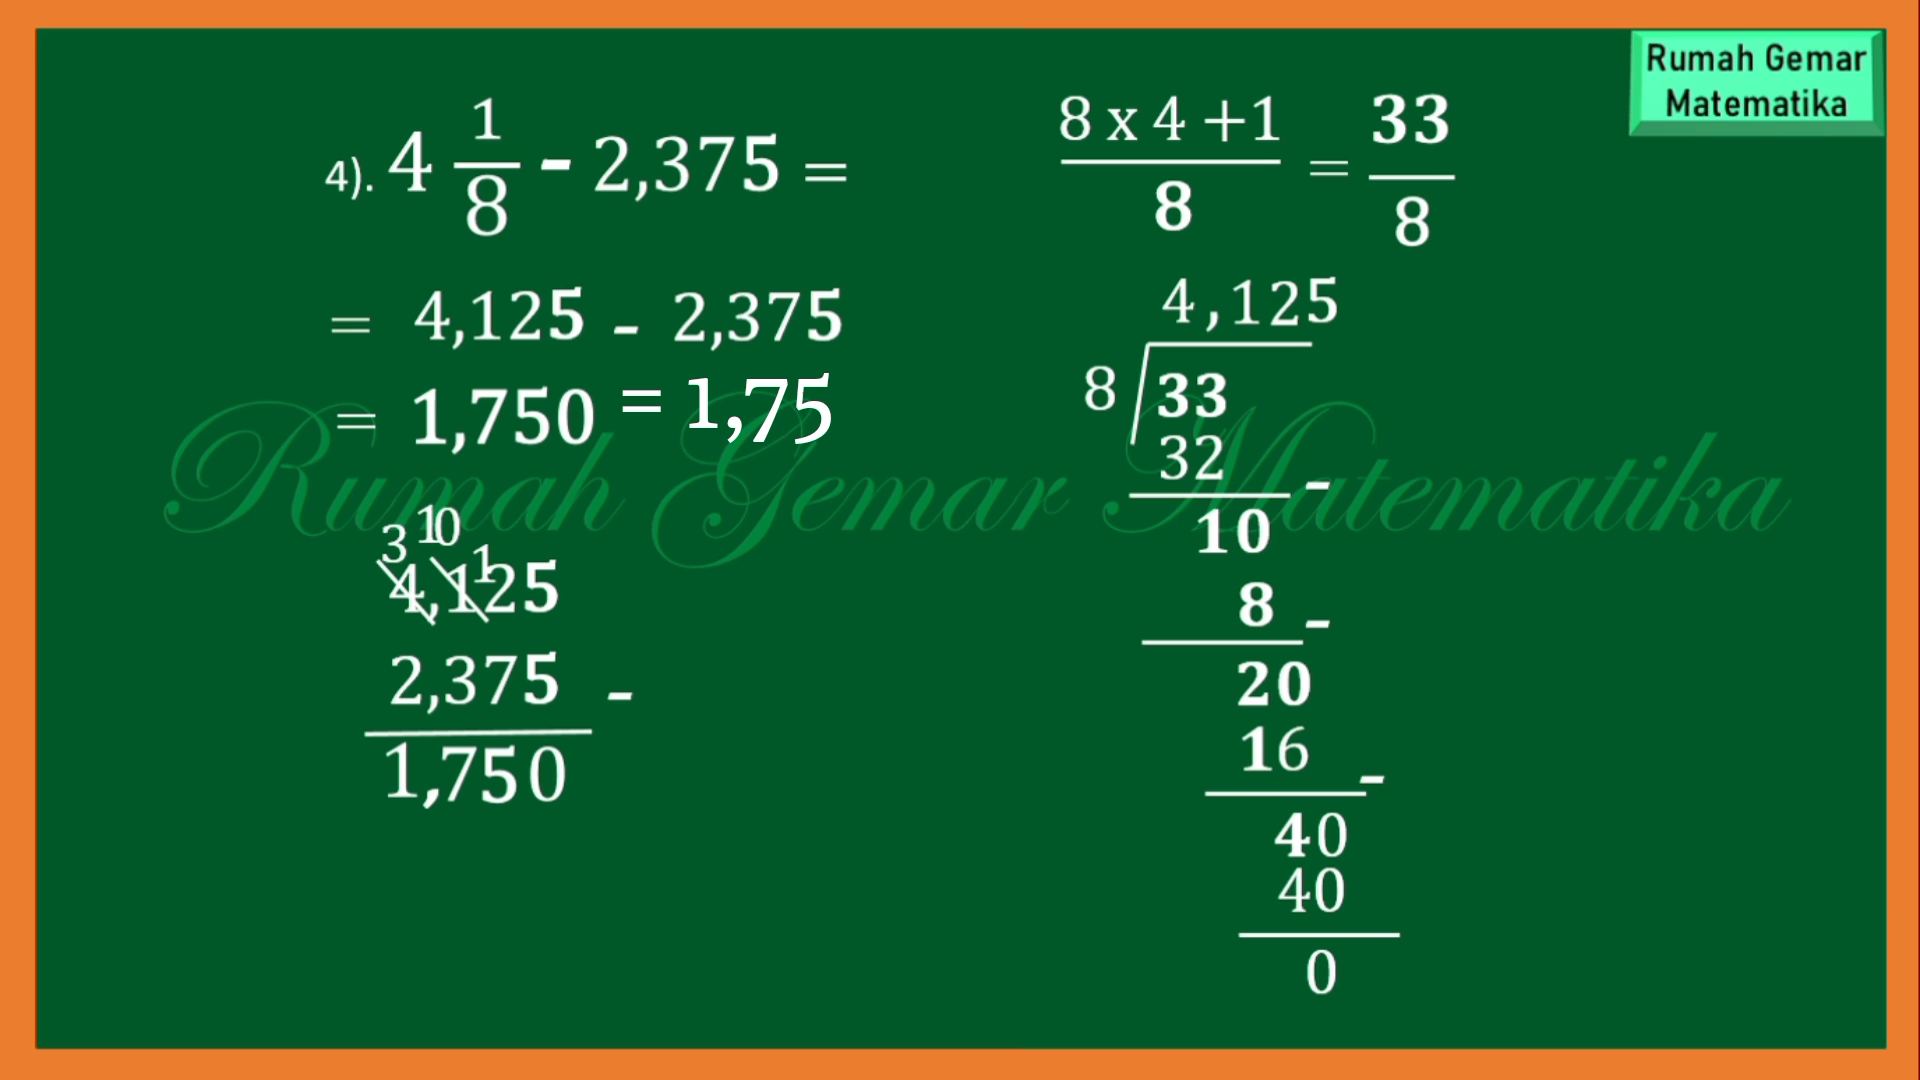 Rumah Gemar
Matematika
4). 4 1/8 - 2,375 =
= 4,125 - 2,375
= 1,750 = 1,75
3 10 1
4,125
2,375 -
1,750
8 x 4 +1 / 8 = 33 / 8
4,125
8 33
32 -
10
8 -
20
16 -
40
40
0
Rumah Gemar Matematika